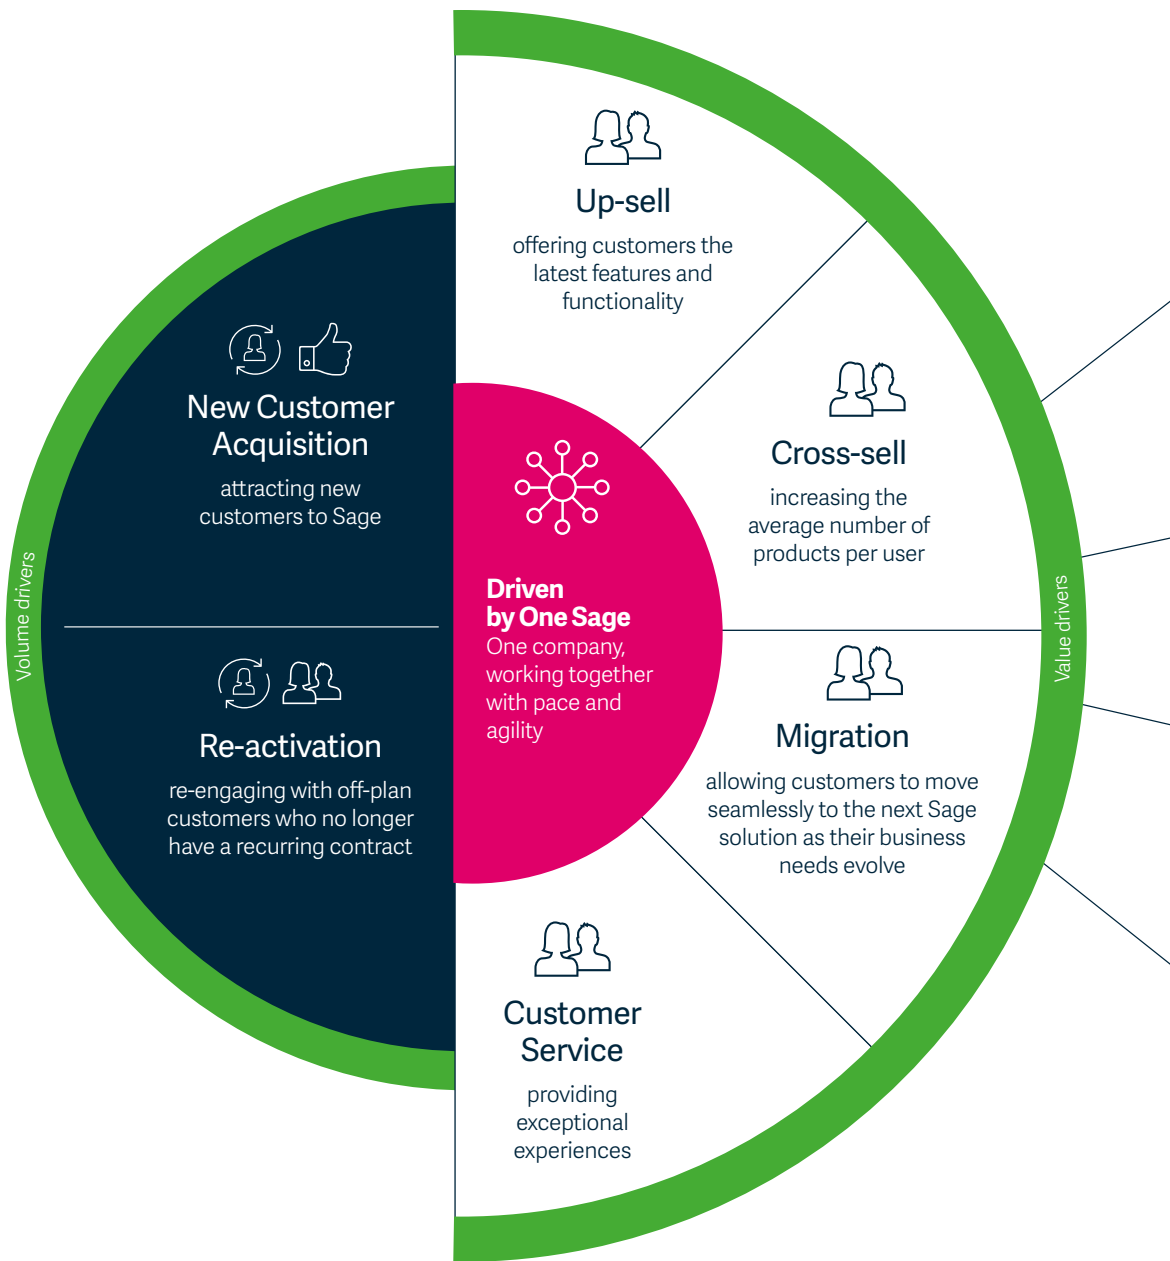 Volume drivers
New Customer
Acquisition
attracting new
customers to Sage
Re-activation
re-engaging with off-plan
customers who no longer
have a recurring contract
Driven
by One Sage
One company,
working together
with pace and
agility
Up-sell
offering customers the
latest features and
functionality
Cross-sell
increasing the
average number of
products per user
Migration
allowing customers to move
seamlessly to the next Sage
solution as their business
needs evolve
Customer
Service
providing
exceptional
experiences
Value drivers